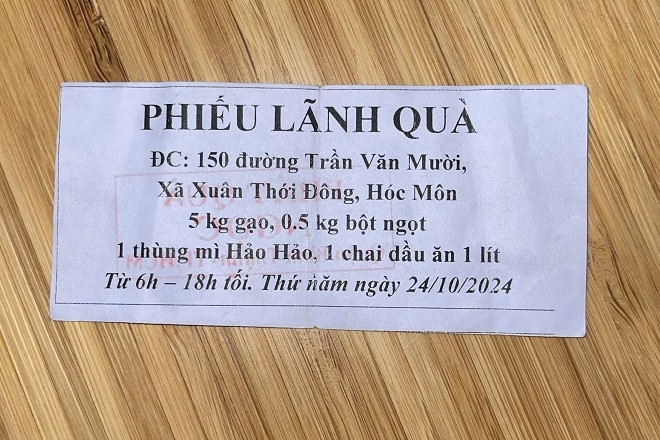 PHIẾU LÃNH QUÀ
ĐC: 150 đường Trần Văn Mười,
Xã Xuân Thới Đông, Hóc Môn
5 kg gạo, 0.5 kg bột ngọt
1 thùng mì Hảo Hảo, 1 chai dầu ăn 1 lít
Từ 6h – 18h tối. Thứ năm ngày 24/10/2024